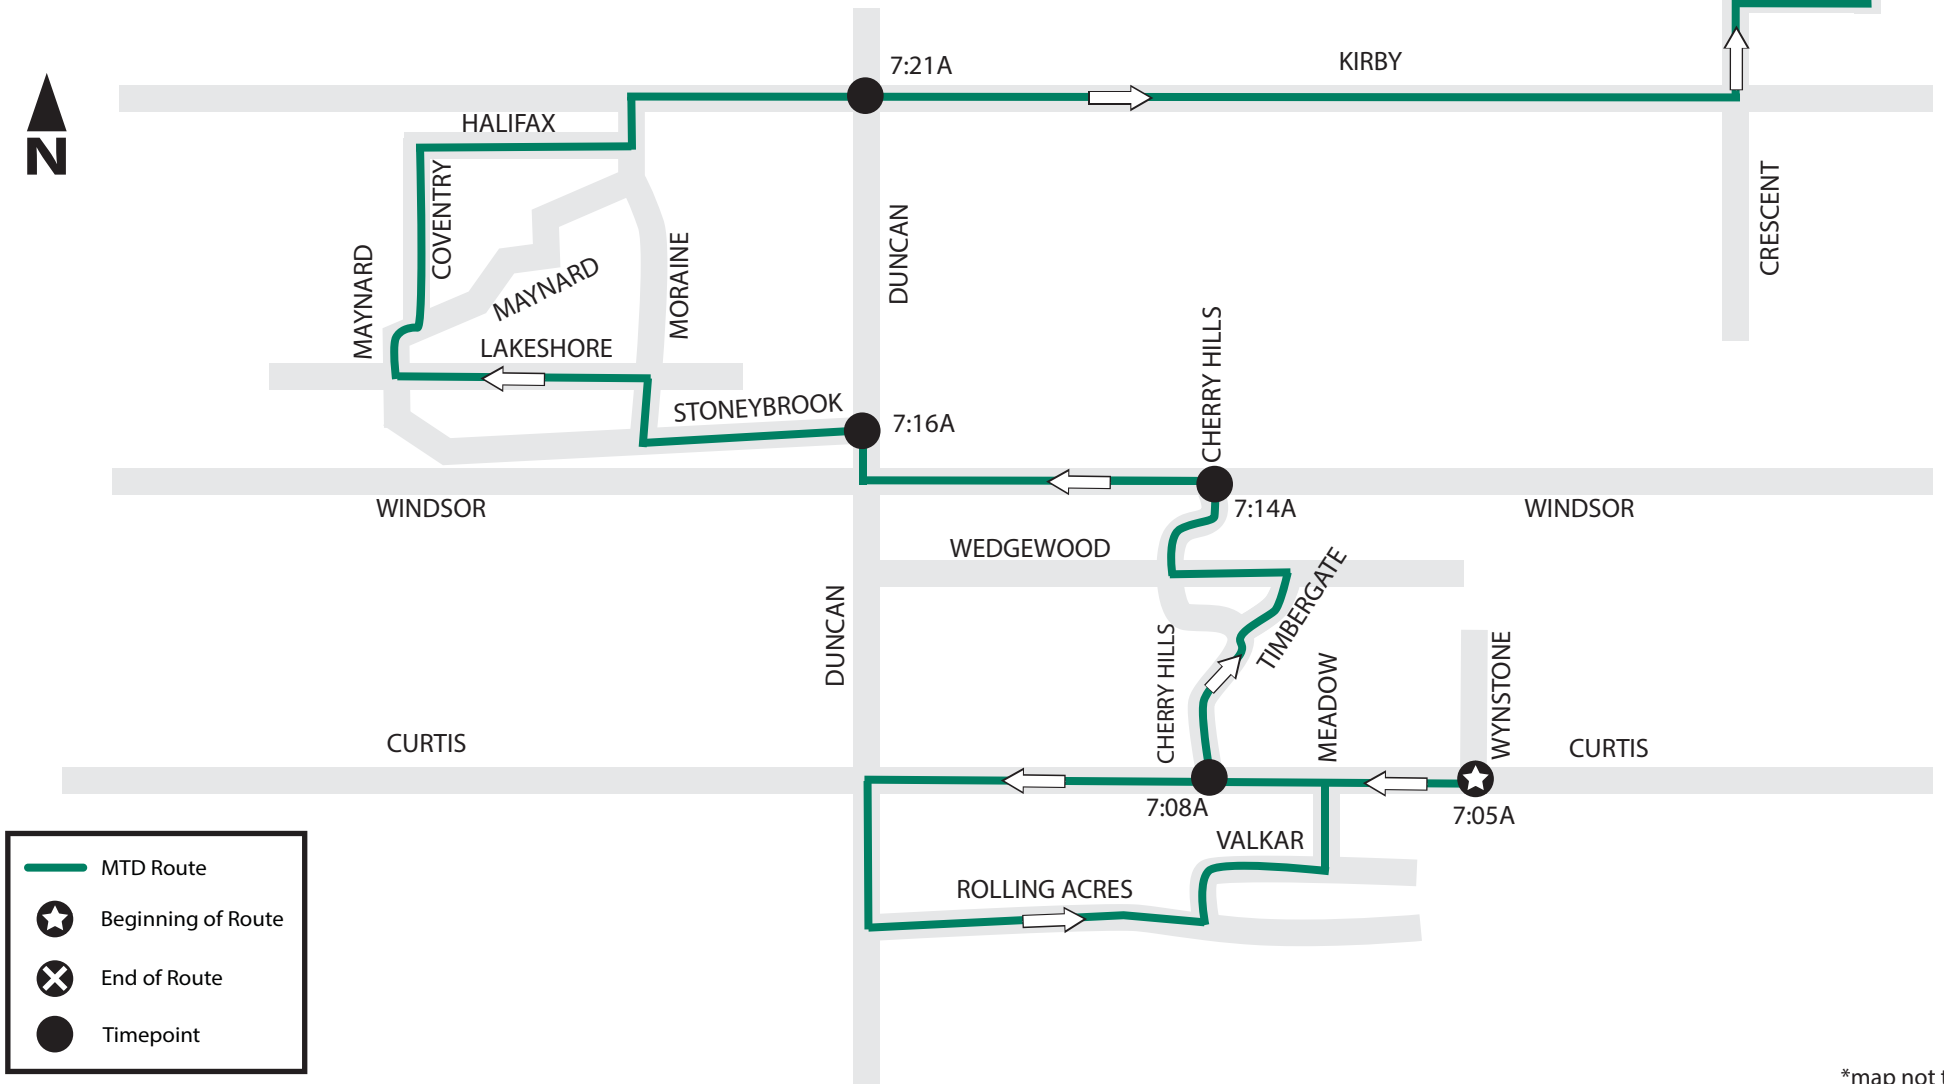 KIRBY
7:21A
HALIFAX
N
COVENTRY
CRESCENT
DUNCAN
MORAINE
MAYNARD
MAYNARD
LAKESHORE
CHERRY HILLS
STONEYBROOK
7:16A
WINDSOR
7:14A
WINDSOR
WEDGEWOOD
TIMBERGATE
DUNCAN
CHERRY HILLS
MEADOW
WYNSTONE
CURTIS
CURTIS
7:08A
7:05A
VALKAR
ROLLING ACRES
MTD Route
Beginning of Route
End of Route
Timepoint
*map not